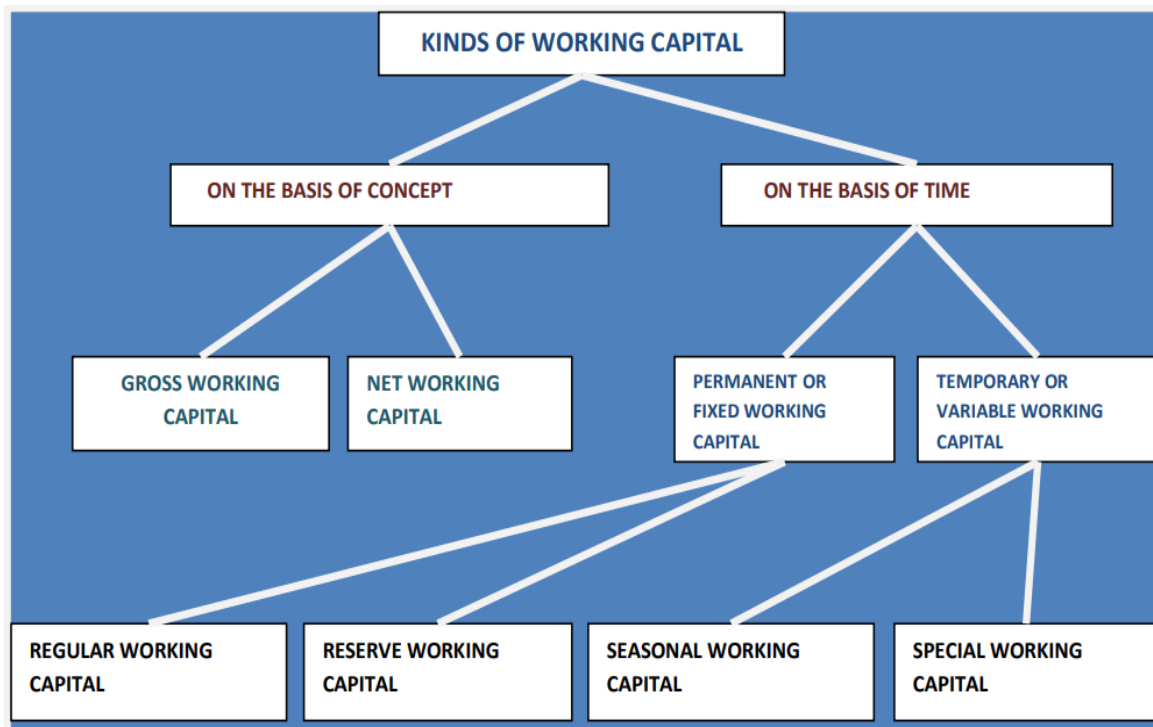 KINDS OF WORKING CAPITAL
ON THE BASIS OF CONCEPT
ON THE BASIS OF TIME
GROSS WORKING
CAPITAL
NET WORKING
CAPITAL
PERMANENT OR
FIXED WORKING
CAPITAL
TEMPORARY OR
VARIABLE WORKING
CAPITAL
REGULAR WORKING
CAPITAL
RESERVE WORKING
CAPITAL
SEASONAL WORKING
CAPITAL
SPECIAL WORKING
CAPITAL